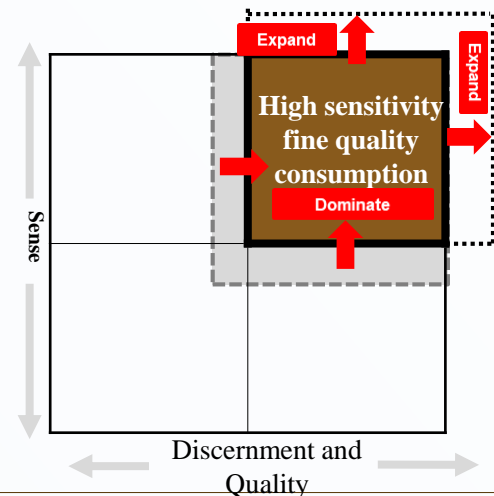 Expand
Expand
High sensitivity
fine quality
consumption
Dominate
Sense
Discernment and
Quality